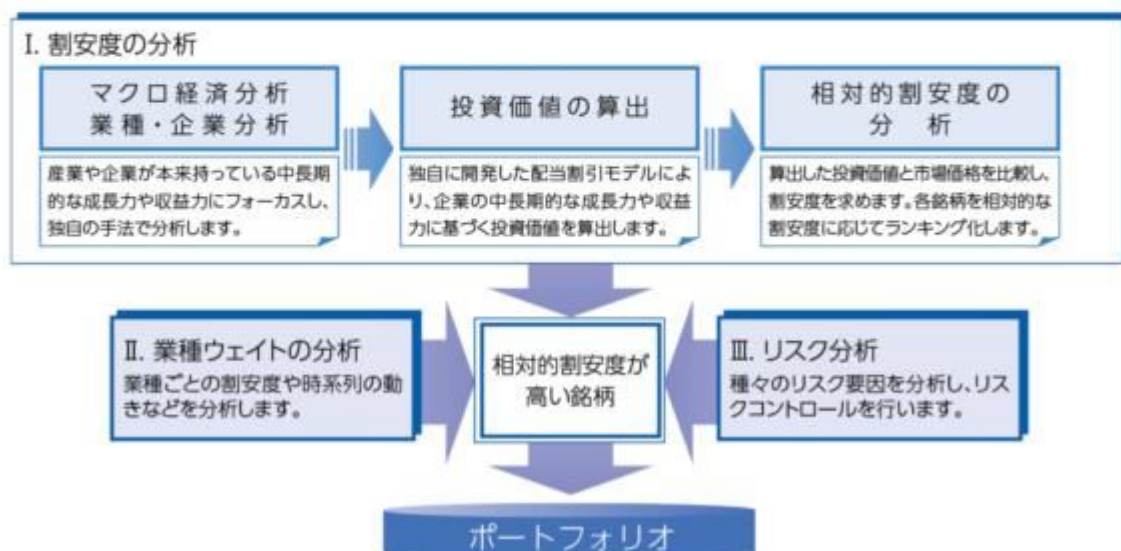 Ⅰ. 割安度の分析
マクロ経済分析
業種・企業分析
産業や企業が本来持っている中長期
的な成長力や収益力にフォーカスし、
独自の手法で分析します。
投資価値の算出
独自に開発した配当割引モデルによ
り、企業の中長期的な成長力や収益
力に基づく投資価値を算出します。
相対的割安度の
分 析
算出した投資価値と市場価格を比較し、
割安度を求めます。各銘柄を相対的な
割安度に応じてランキング化します。
Ⅱ. 業種ウェイトの分析
業種ごとの割安度や時系列の動
きなどを分析します。
相対的割安度が
高い銘柄
Ⅲ. リスク分析
種々のリスク要因を分析し、リス
クコントロールを行います。
ポートフォリオ